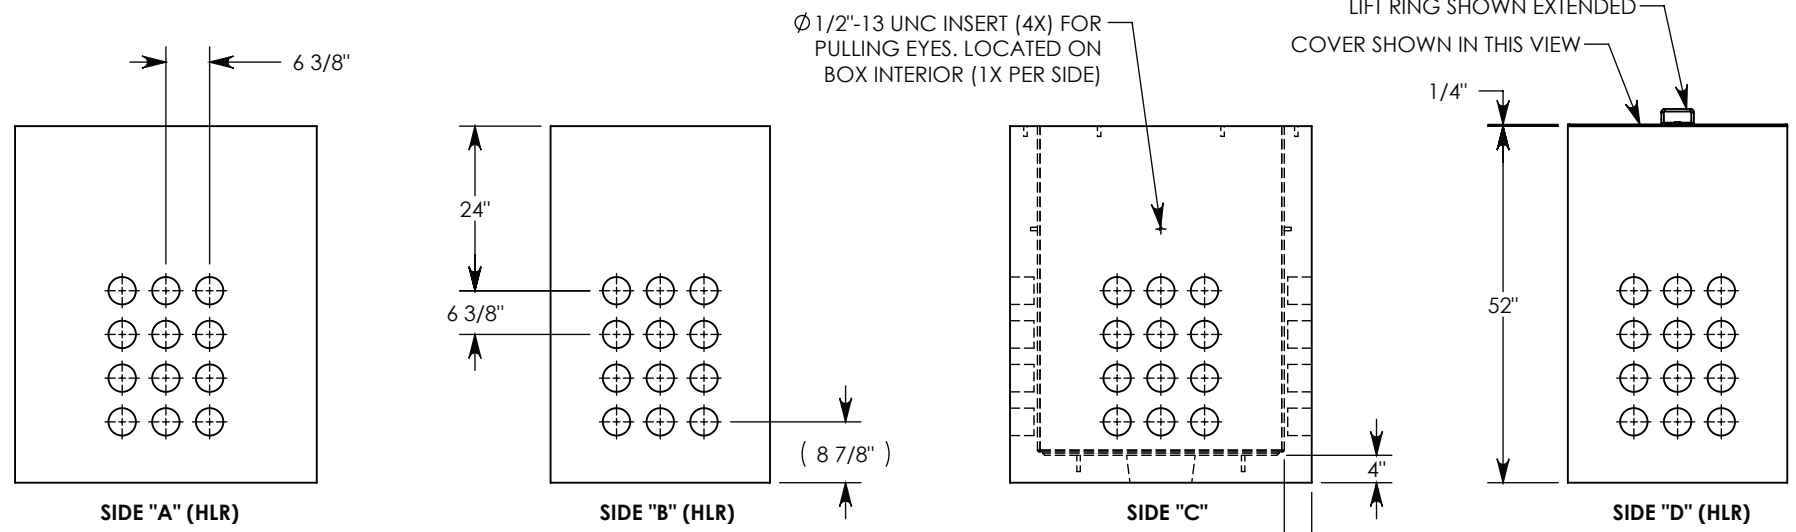 LIFT RING SHOWN EXTENDED
Ø 1/2"-13 UNC INSERT (4X) FOR
PULLING EYES. LOCATED ON
BOX INTERIOR (1X PER SIDE)
COVER SHOWN IN THIS VIEW
6 3/8"
1/4"
24"
6 3/8"
52"
( 8 7/8" )
4"
SIDE "A" (HLR)
SIDE "B" (HLR)
SIDE "C"
SIDE "D" (HLR)